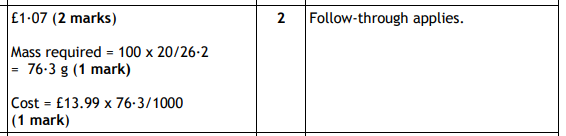 £1·07 (2 marks)
2
Follow-through applies.
Mass required = 100 x 20/26·2
= 76·3 g (1 mark)
Cost = £13.99 x 76·3/1000
(1 mark)